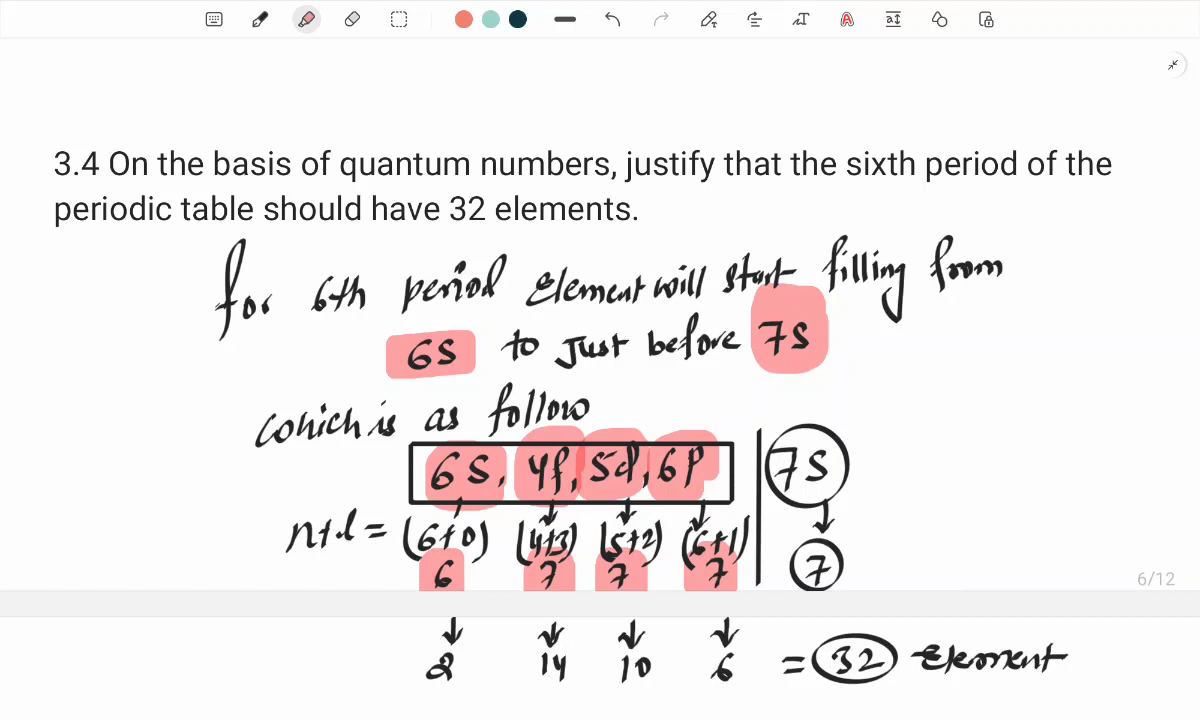 3.4 On the basis of quantum numbers, justify that the sixth period of the
periodic table should have 32 elements.
for 6th period Element will start filling from
6S to Just before 7S
which is as follow
6S, 4f, 5d, 6P | 7S
n+l = (6+0) (4+3) (5+2) (6+1)
6 7 7 7 7
6/12
2 14 10 6 = 32 Element